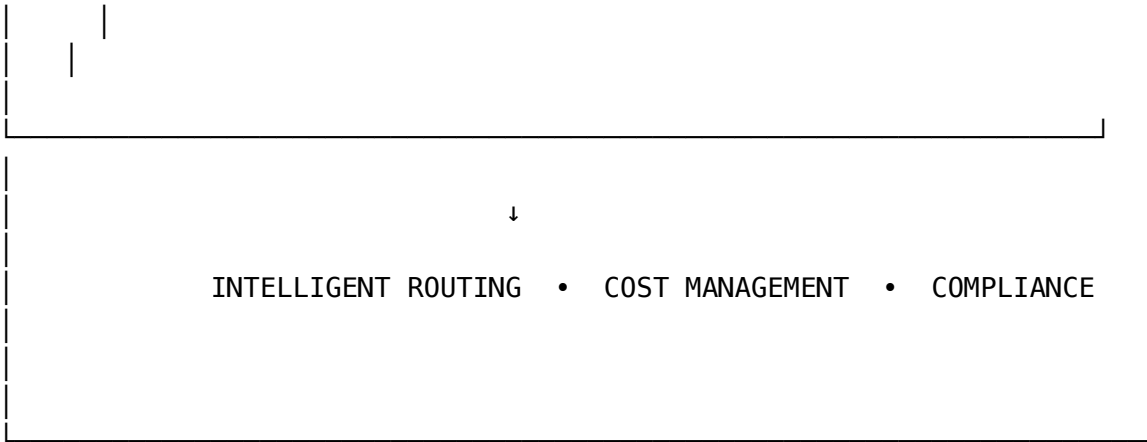 ↓
INTELLIGENT ROUTING • COST MANAGEMENT • COMPLIANCE